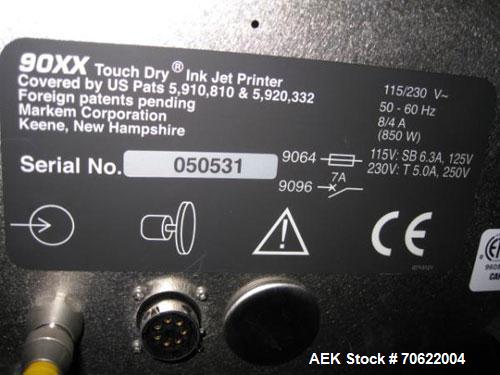 90XX Touch Dry® Ink Jet Printer
Covered by US Pats 5,910,810 & 5,920,332
Foreign patents pending
Markem Corporation
Keene, New Hampshire
115/230 V~
50 - 60 Hz
8/4 A
(850 W)
Serial No. 050531
9064
115V: SB 6.3A, 125V
230V: T 5.0A, 250V
7A
9096
CE
AEK Stock # 70622004